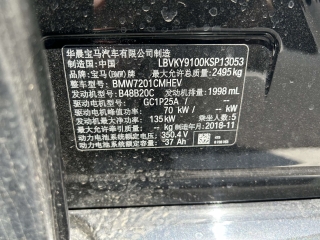 华晨宝马汽车有限公司制造
制造国：中国 LBVKY9100KSP13053
品牌：宝马(BMW)牌 最大允许总质量：2495 kg
整车型号：BMW7201CMHEV
发动机型号：B48B20C 发动机排量：1998 mL
驱动电机型号： GC1P25A
驱动电机峰值功率： 70 kW 乘坐人数：5
发动机最大净功率： 135 kW 制造年月：2018-11
最大允许牵引质量： -- kg
动力电池系统额定电压： 350.4 V
动力电池系统额定容量： 37 Ah